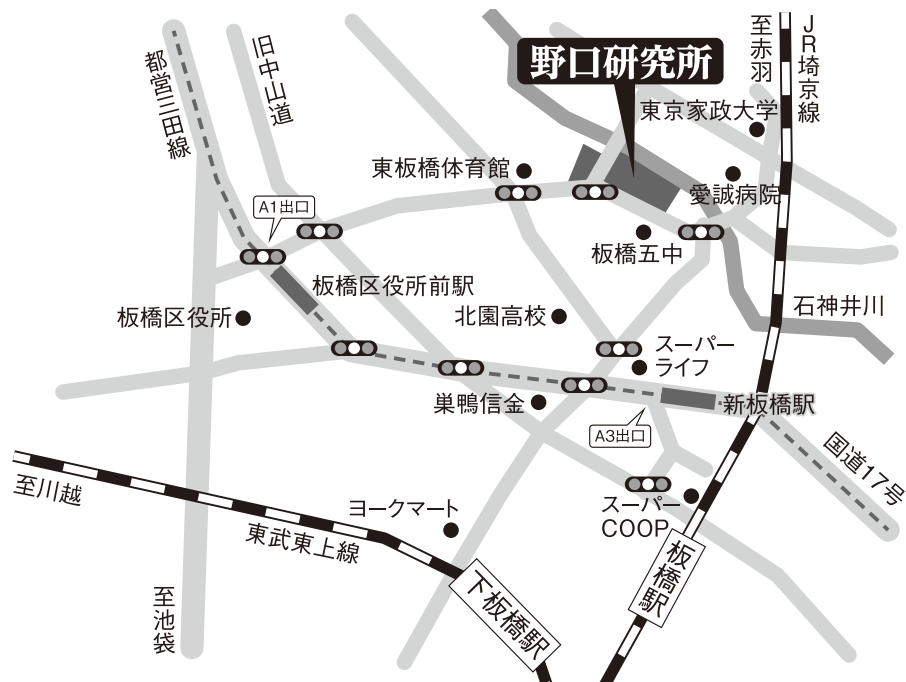 野口研究所
至赤羽
JR埼京線
旧中山道
都営三田線
東京家政大学
東板橋体育館
愛誠病院
A1出口
板橋五中
板橋区役所前駅
石神井川
板橋区役所
北園高校
スーパー
ライフ
巣鴨信金
新板橋駅
A3出口
国道17号
至川越
ヨークマート
スーパー
COOP
東武東上線
板橋駅
下板橋駅
至池袋